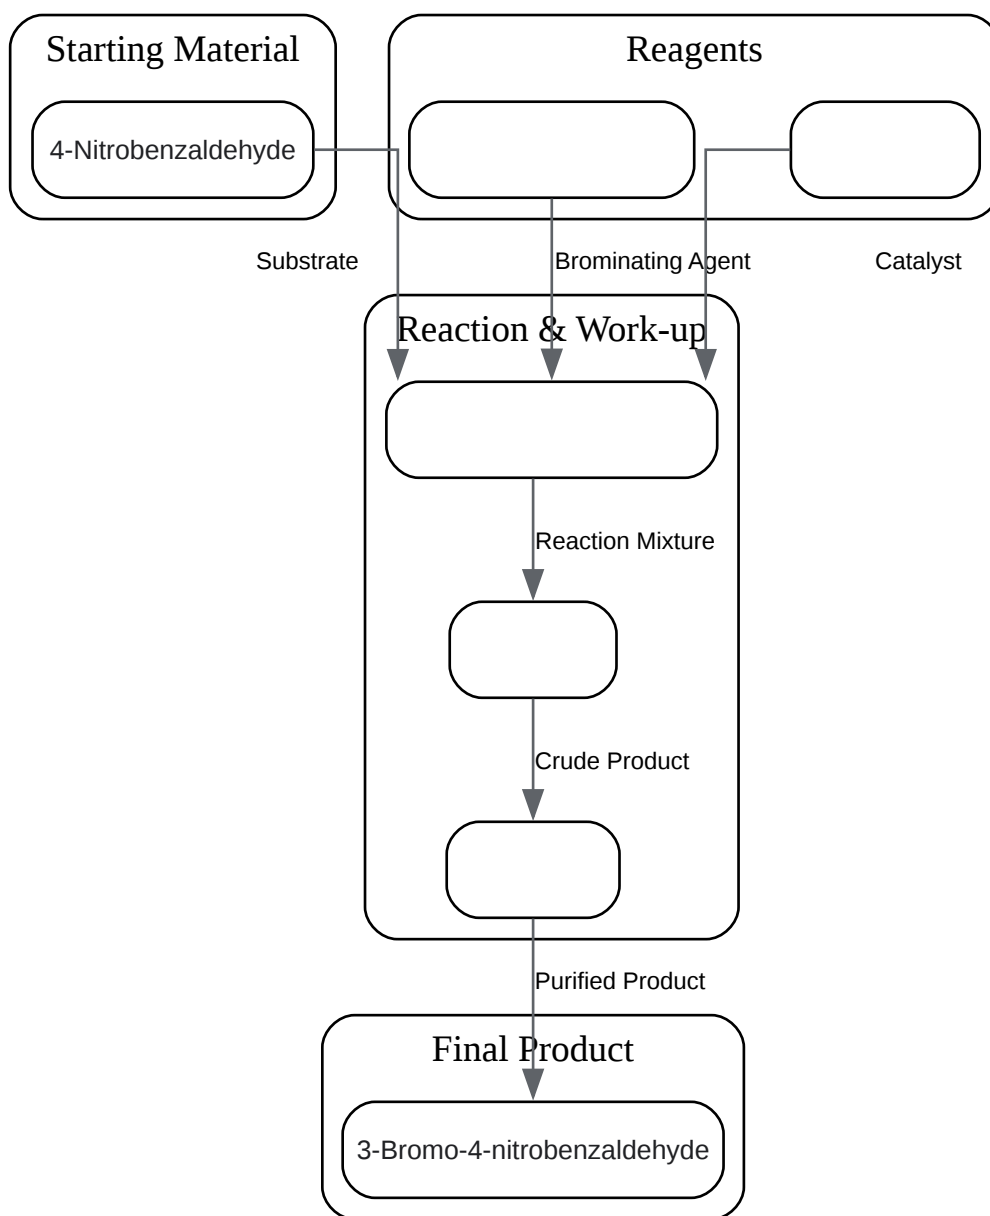 Starting Material
Reagents
4-Nitrobenzaldehyde
Substrate
Brominating Agent
Catalyst
Reaction & Work-up
Reaction Mixture
Crude Product
Purified Product
Final Product
3-Bromo-4-nitrobenzaldehyde